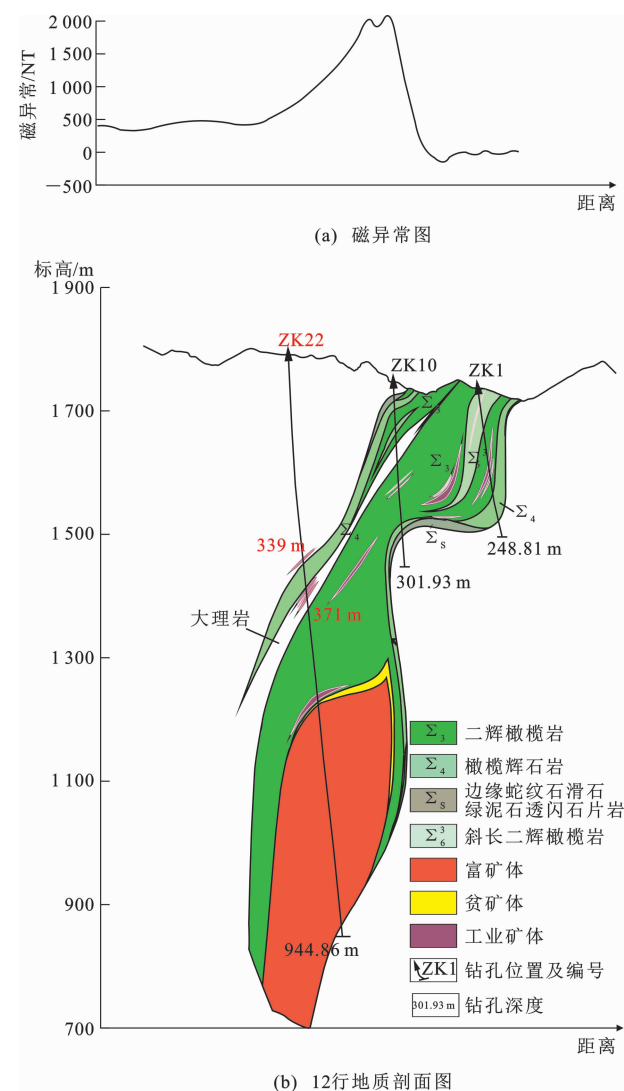 2 000
1 500
1 000
500
0
—500
磁异常/NT
距离
(a) 磁异常图
标高/m
1 900
1700
1500
1300
1 100
900
700
ZK22
ZK10
ZK1
Σ3
Σ3
Σ³
Σ4
Σ4
Σs
339 m
371 m
248.81 m
301.93 m
大理岩
944.86 m
Σ3 二辉橄榄岩
Σ4 橄榄辉石岩
Σs 边缘蛇纹石滑石
绿泥石透闪石片岩
Σ³6 斜长二辉橄榄岩
富矿体
贫矿体
工业矿体
ZK1 钻孔位置及编号
301.93 m 钻孔深度
距离
(b) 12行地质剖面图